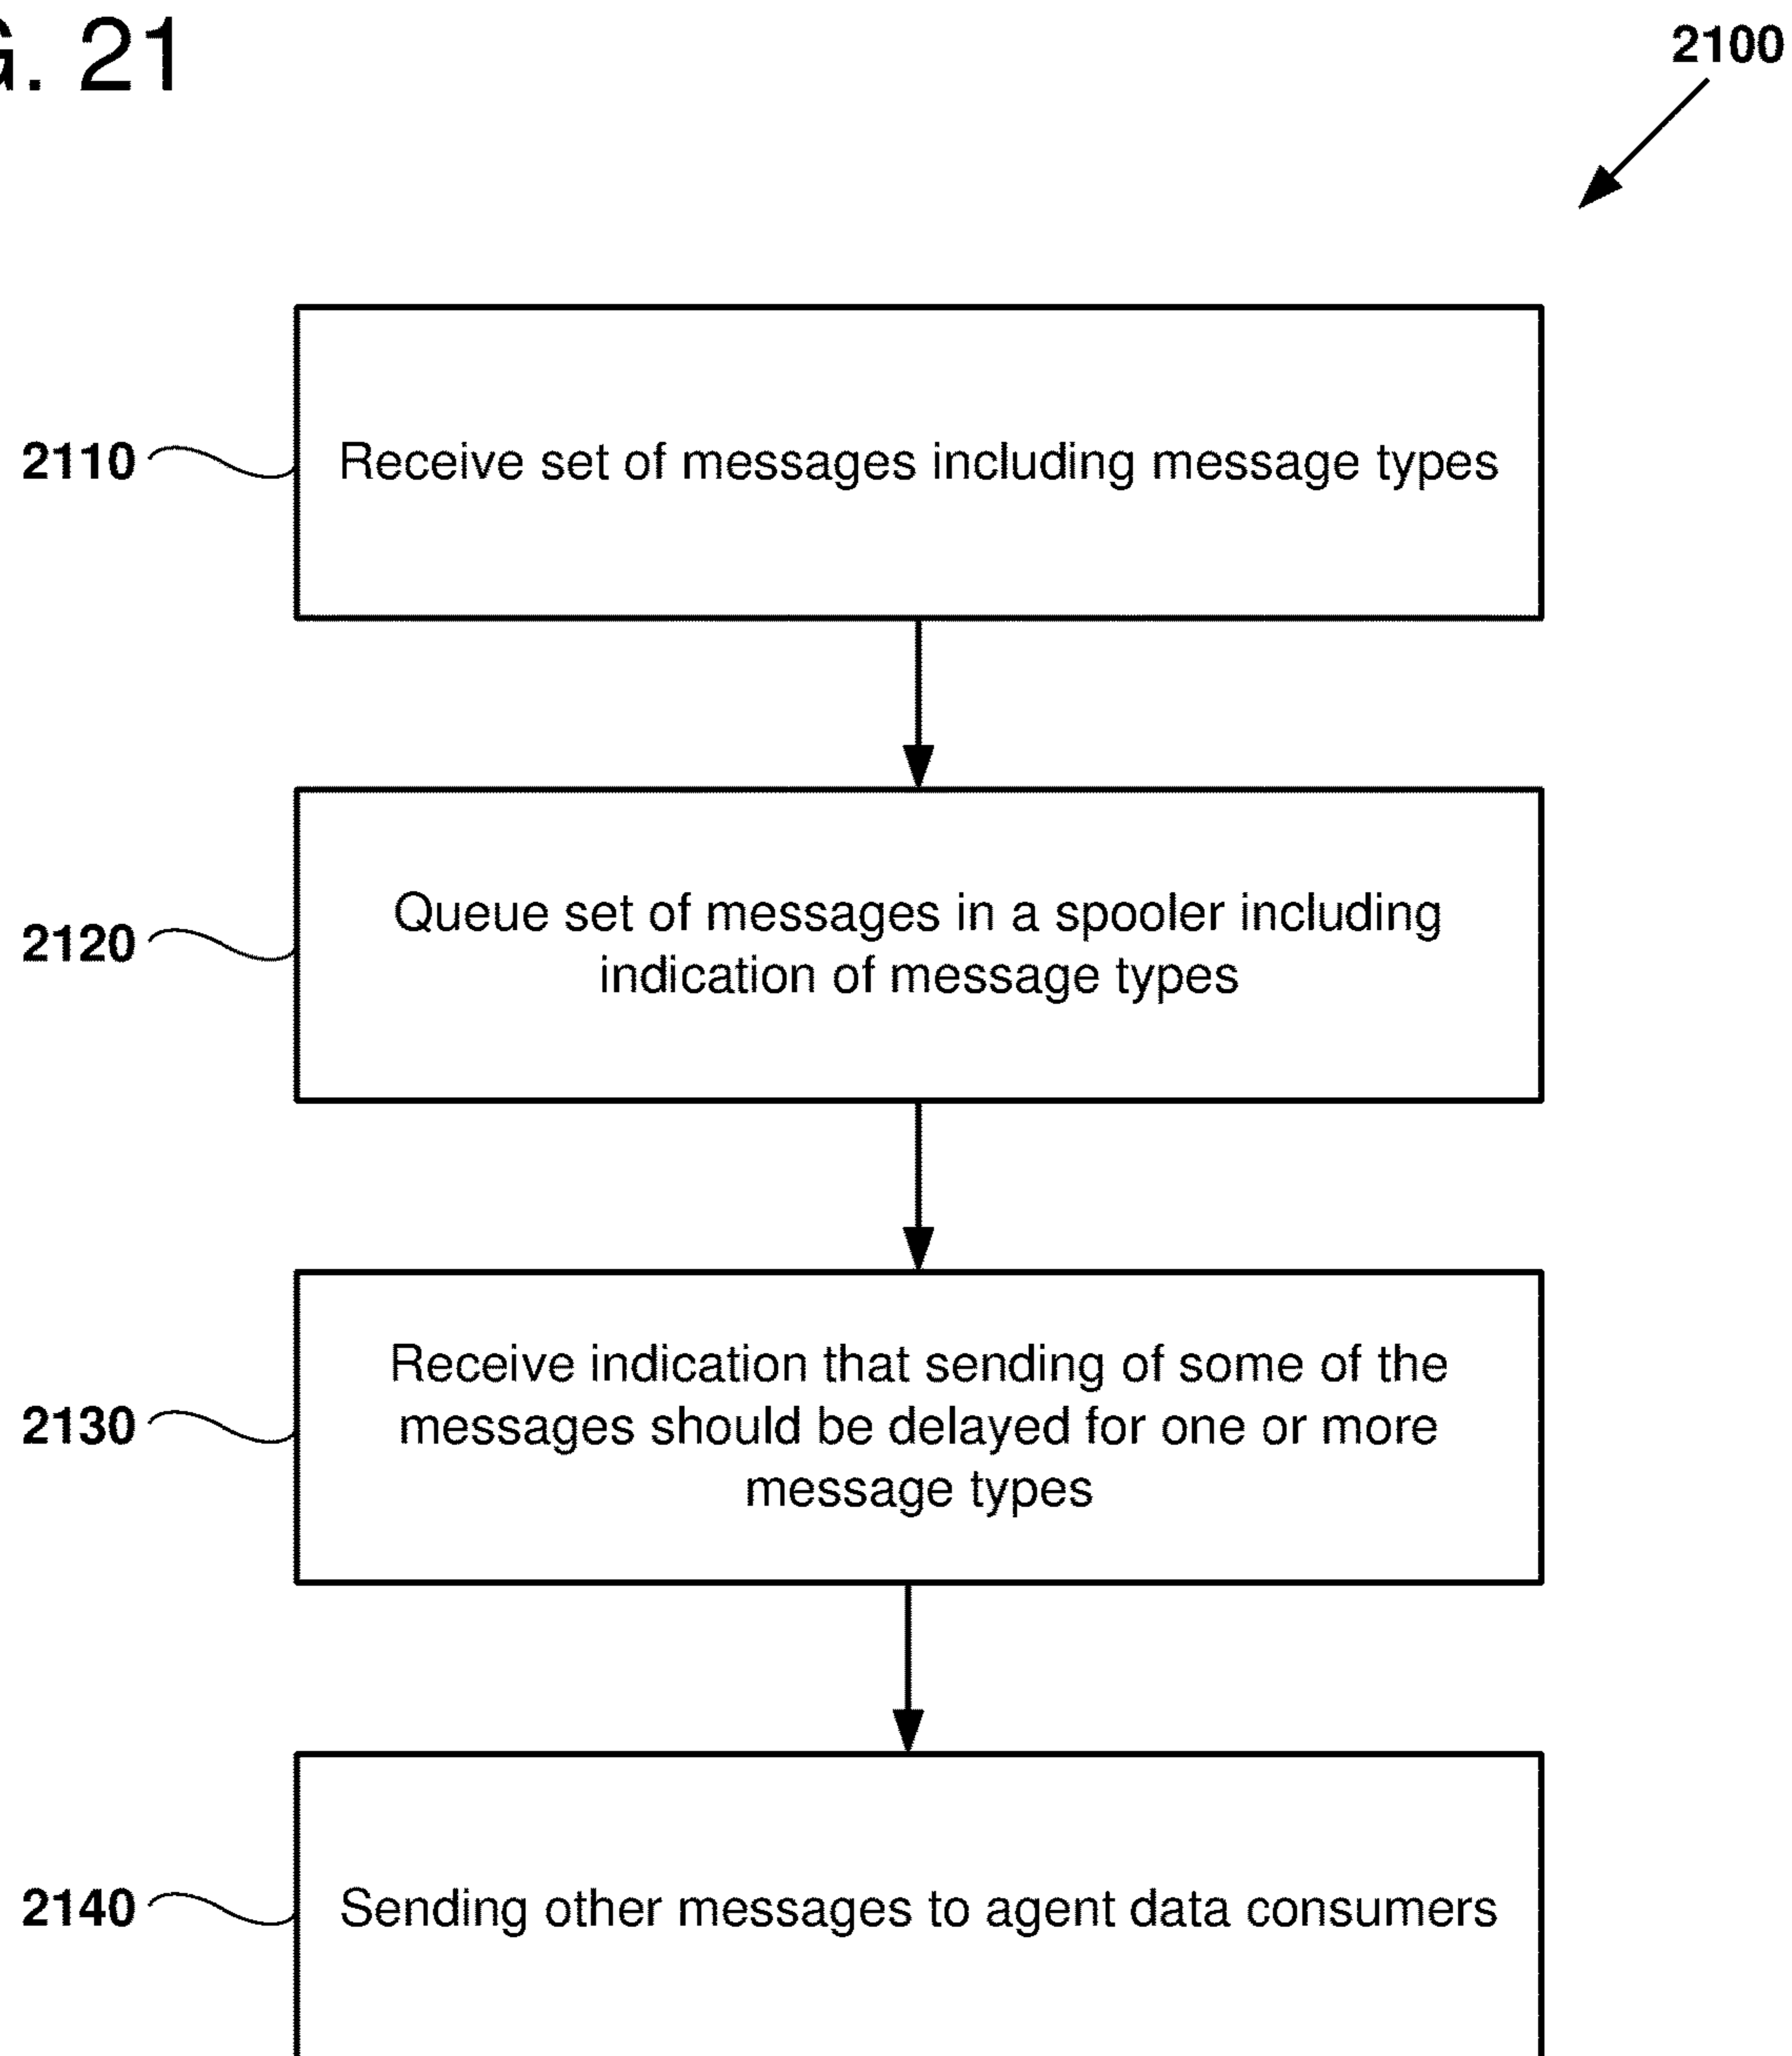 G. 21
2100
2110
Receive set of messages including message types
2120
Queue set of messages in a spooler including
indication of message types
2130
Receive indication that sending of some of the
messages should be delayed for one or more
message types
2140
Sending other messages to agent data consumers